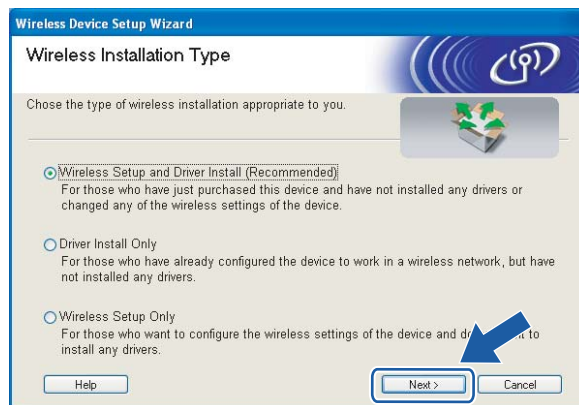 Wireless Device Setup Wizard
Wireless Installation Type
Chose the type of wireless installation appropriate to you.
Wireless Setup and Driver Install (Recommended)
For those who have just purchased this device and have not installed any drivers or
changed any of the wireless settings of the device.
Driver Install Only
For those who have already configured the device to work in a wireless network, but have
not installed any drivers.
Wireless Setup Only
For those who want to configure the wireless settings of the device and to
install any drivers.
Help
Next >
Cancel